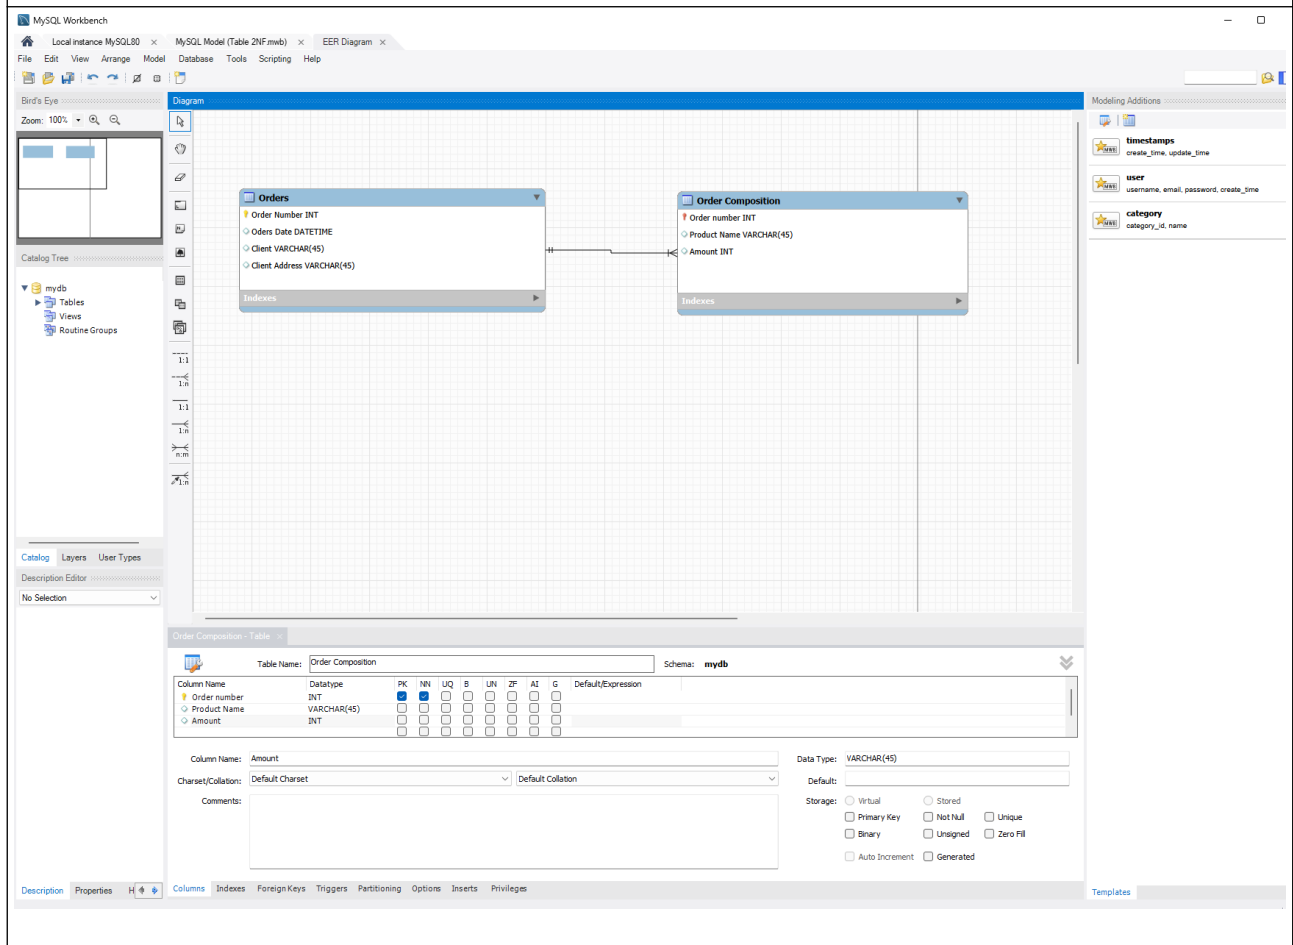 MySQL Workbench
Local instance MySQL80 × MySQL Model (Table 2NF.mwb) × EER Diagram ×
File Edit View Arrange Model Database Tools Scripting Help
Bird's Eye
Zoom: 100%
Diagram
Modeling Additions
timestamps
create_time, update_time
user
username, email, password, create_time
category
category_id, name
Orders
Order Number INT
Oders Date DATETIME
Client VARCHAR(45)
Client Address VARCHAR(45)
Indexes
Order Composition
Order number INT
Product Name VARCHAR(45)
Amount INT
Indexes
Catalog Tree
mydb
Tables
Views
Routine Groups
1:1
1:n
1:1
1:n
n:m
1:n
Catalog Layers User Types
Description Editor
No Selection
Order Composition - Table ×
Table Name: Order Composition Schema: mydb
Column Name Datatype PK NN UQ B UN ZF AI G Default/Expression
Order number INT
Product Name VARCHAR(45)
Amount INT
Column Name: Amount Data Type: VARCHAR(45)
Charset/Collation: Default Charset Default Collation Default:
Comments: Storage: Virtual Stored
Primary Key Not Null Unique
Binary Unsigned Zero Fill
Auto Increment Generated
Description Properties H
Columns Indexes Foreign Keys Triggers Partitioning Options Inserts Privileges
Templates